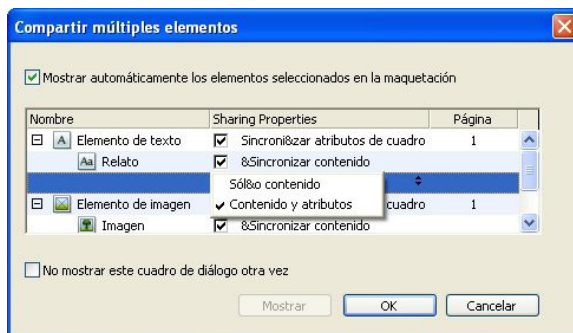 Compartir múltiples elementos
Mostrar automáticamente los elementos seleccionados en la maquetación
Nombre Sharing Properties Página
A Elemento de texto Sincroni&zar atributos de cuadro 1
Aa Relato &Sincronizar contenido
Sól&o contenido
Contenido y atributos
Elemento de imagen cuadro 1
Imagen &Sincronizar contenido
No mostrar este cuadro de diálogo otra vez
Mostrar OK Cancelar